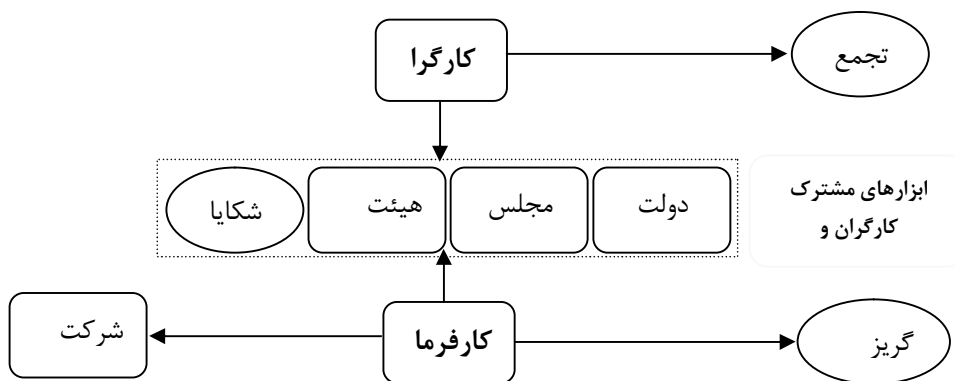 کارگرا
تجمع
دولت
مجلس
هیئت
شکایا
ابزارهای مشترک
کارگران و
کارفرما
شرکت
گریز